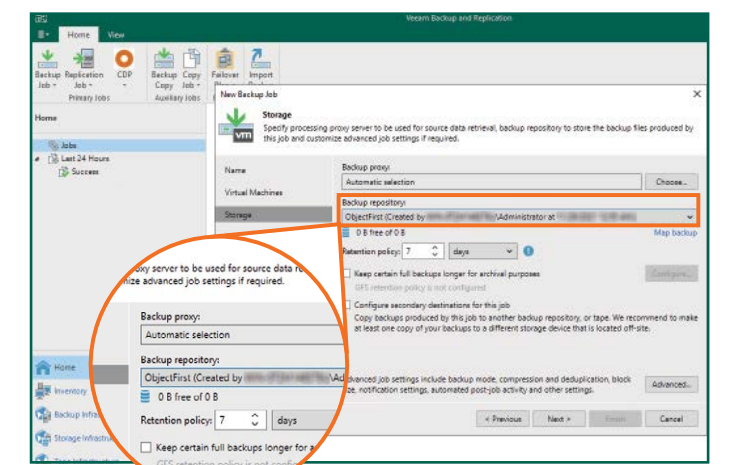 Veeam Backup and Replication
Home View
Backup Job
Replication Job
CDP
Backup Copy
Copy Job
Failover
Import
Primary Jobs
Auxiliary Jobs
Home
Jobs
Last 24 Hours
Success
New Backup Job
Storage
Specify processing proxy server to be used for source data retrieval, backup repository to store the backup files produced by
this job and customize advanced job settings if required.
vm
Name
Virtual Machines
Storage
Backup proxy:
Automatic selection
Choose...
Backup repository:
ObjectFirst (Created by \Administrator at
0 B free of 0 B
Map backup
Retention policy: 7 days
Keep certain full backups longer for archival purposes
Configure...
GFS retention policy is not configured
Configure secondary destinations for this job
Copy backups produced by this job to another backup repository, or tape. We recommend to make
at least one copy of your backups to a different storage device that is located off-site.
Advanced job settings include backup mode, compression and deduplication, block
size, notification settings, automated post-job activity and other settings.
Advanced...
< Previous
Next >
Finish
Cancel
Home
Inventory
Backup Infras
Storage Infrastru
oxy server to be used for source data re
mize advanced job settings if required.
Backup proxy:
Automatic selection
Backup repository:
ObjectFirst (Created by \Ad
0 B free of 0 B
Retention policy: 7 days
Keep certain full backups longer for a
GFS retention policy is not config